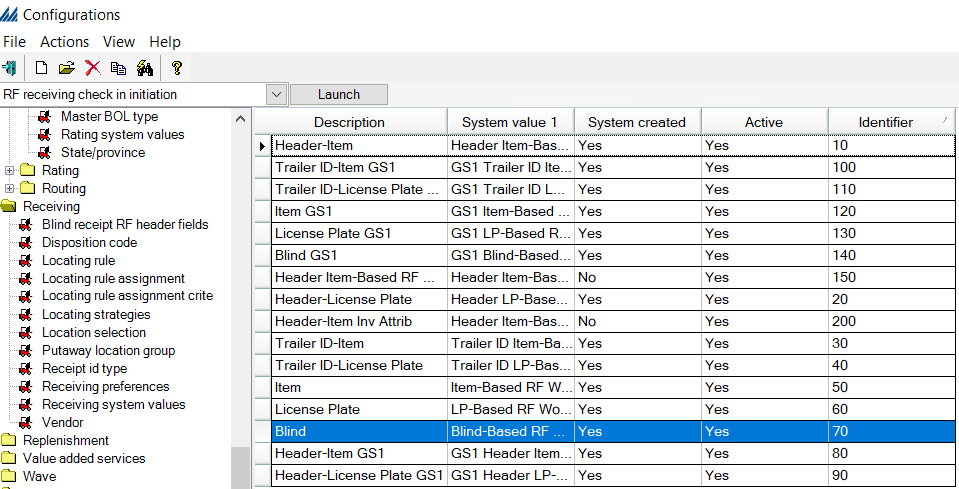 Configurations
File Actions View Help
RF receiving check in initiation Launch
Master BOL type
Rating system values
State/province
Rating
Routing
Receiving
Blind receipt RF header fields
Disposition code
Locating rule
Locating rule assignment
Locating rule assignment crite
Locating strategies
Location selection
Putaway location group
Receipt id type
Receiving preferences
Receiving system values
Vendor
Replenishment
Value added services
Wave
Description System value 1 System created Active Identifier
Header-Item Header Item-Bas... Yes Yes 10
Trailer ID-Item GS1 GS1 Trailer ID Ite... Yes Yes 100
Trailer ID-License Plate ... GS1 Trailer ID L... Yes Yes 110
Item GS1 GS1 Item-Based ... Yes Yes 120
License Plate GS1 GS1 LP-Based R... Yes Yes 130
Blind GS1 GS1 Blind-Based... Yes Yes 140
Header Item-Based RF ... Header Item-Bas... No Yes 150
Header-License Plate Header LP-Base... Yes Yes 20
Header-Item Inv Attrib Header Item-Bas... No Yes 200
Trailer ID-Item Trailer ID Item-Ba... Yes Yes 30
Trailer ID-License Plate Trailer ID LP-Bas... Yes Yes 40
Item Item-Based RF W... Yes Yes 50
License Plate LP-Based RF Wo... Yes Yes 60
Blind Blind-Based RF ... Yes Yes 70
Header-Item GS1 GS1 Header Item... Yes Yes 80
Header-License Plate GS1 GS1 Header LP-... Yes Yes 90